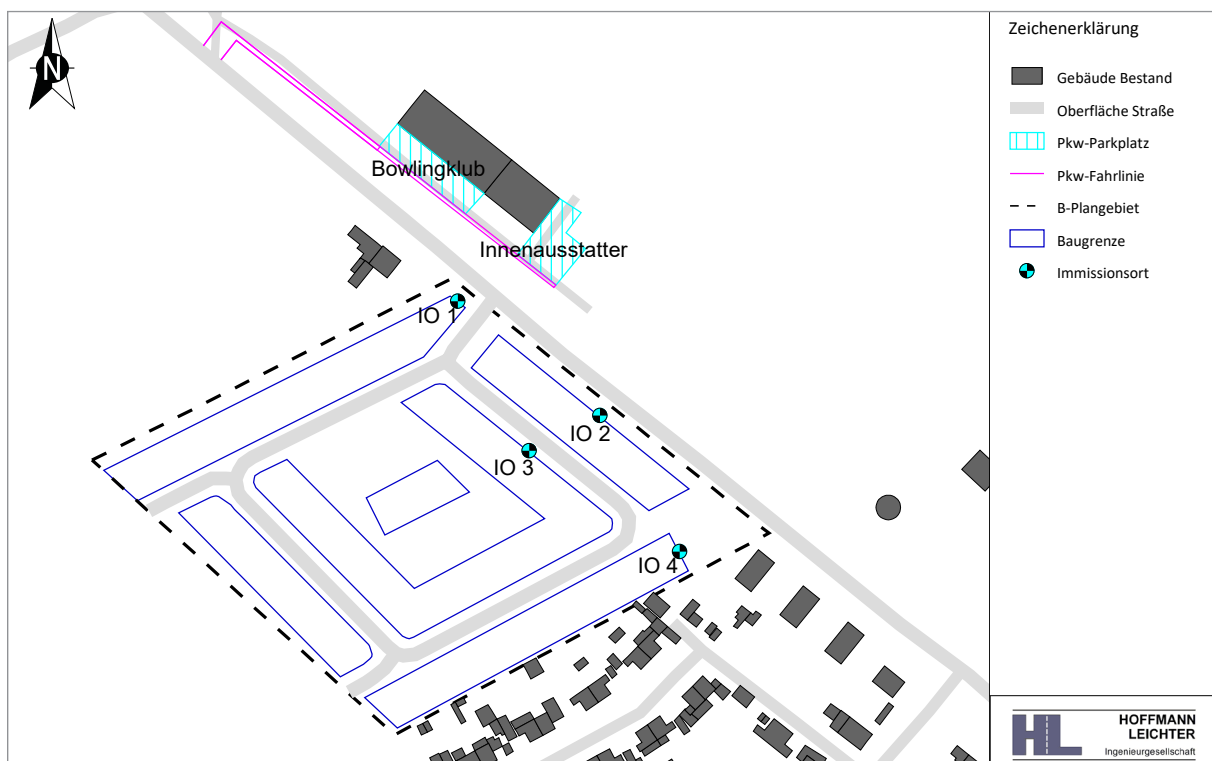 N
Bowlingklub
Innenausstatter
IO 1
IO 2
IO 3
IO 4
Zeichenerklärung
Gebäude Bestand
Oberfläche Straße
Pkw-Parkplatz
Pkw-Fahrlinie
B-Plangebiet
Baugrenze
Immissionsort
HL
HOFFMANN
LEICHTER
Ingenieurgesellschaft